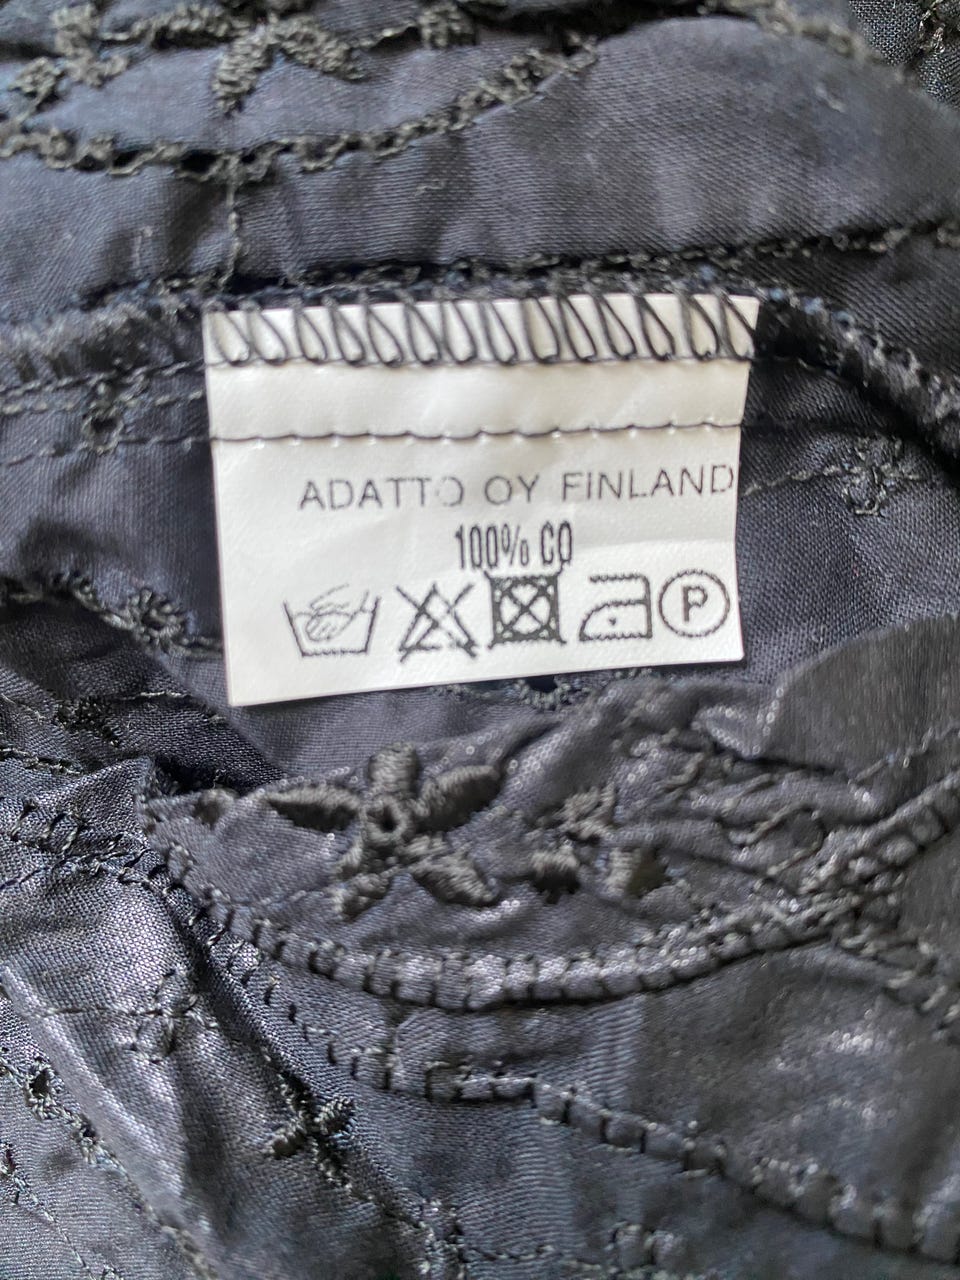 ADATTO OY FINLAND
100% CO
P